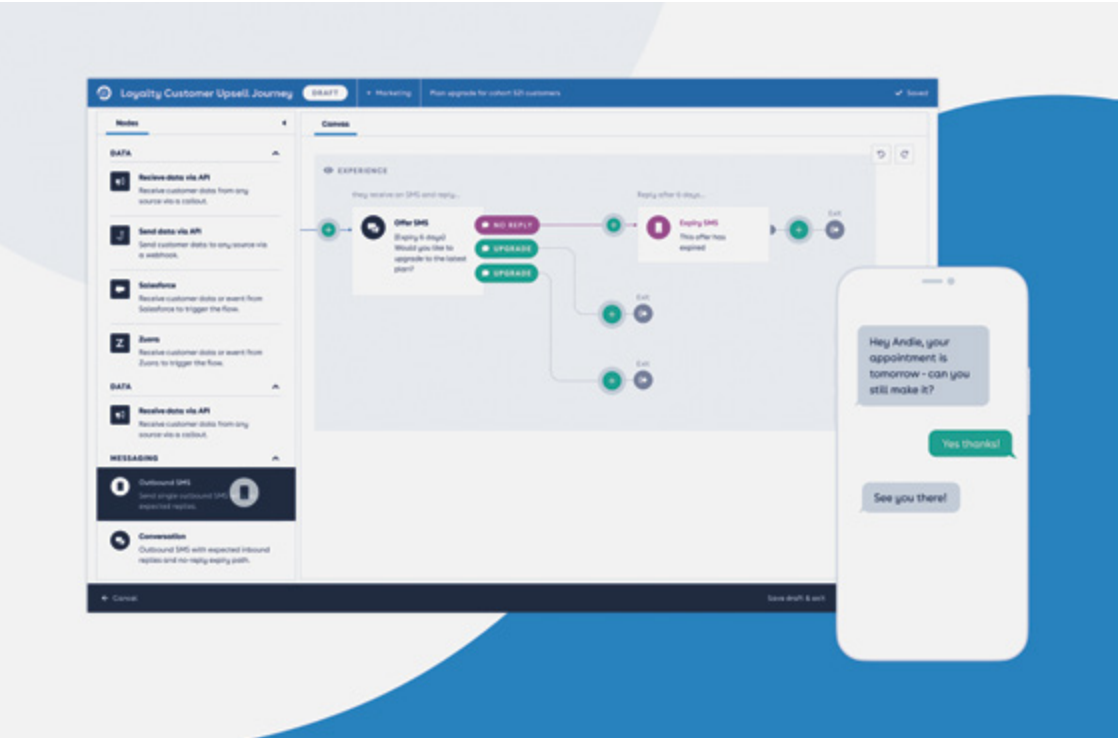 Loyalty Customer Upsell Journey
DRAFT
Marketing
Plan upgrade for cohort 521 customers
Saved
Nodes
DATA
Recieve data via API
Receive customer data from any
source via a callout.
Send data via API
Send customer data to any source via
a webhook.
Salesforce
Receive customer data or event from
Salesforce to trigger the flow.
Zuora
Receive customer data or event from
Zuora to trigger the flow.
DATA
Receive data via API
Receive customer data from any
source via a callout.
MESSAGING
Outbound SMS
Send single outbound SMS
expected replies.
Conversation
Outbound SMS with expected inbound
replies and no-reply expiry path.
Canvas
EXPERIENCE
they receive an SMS and reply...
Offer SMS
(Expiry 6 days)
Would you like to
upgrade to the latest
plan?
NO REPLY
UPGRADE
UPGRADE
Reply after 6 days...
Expiry SMS
This offer has
expired
Exit
Exit
Exit
Cancel
Save draft & exit
Hey Andie, your
appointment is
tomorrow - can you
still make it?
Yes thanks!
See you there!